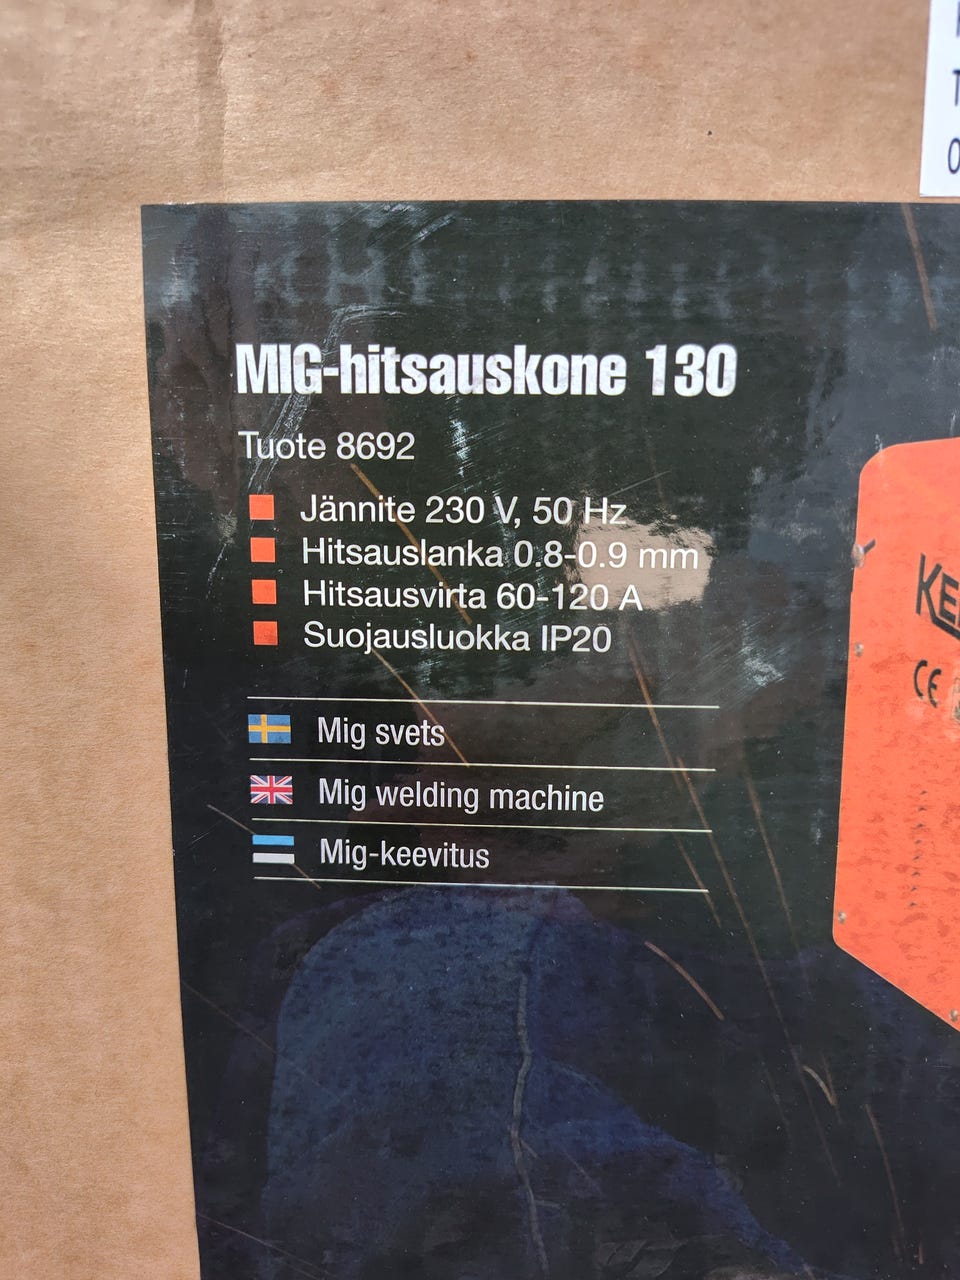 MIG-hitsauskone 130
Tuote 8692
Jännite 230 V, 50 Hz
Hitsauslanka 0.8-0.9 mm
Hitsausvirta 60-120 A
Suojausluokka IP20
Mig svets
Mig welding machine
Mig-keevitus
CE